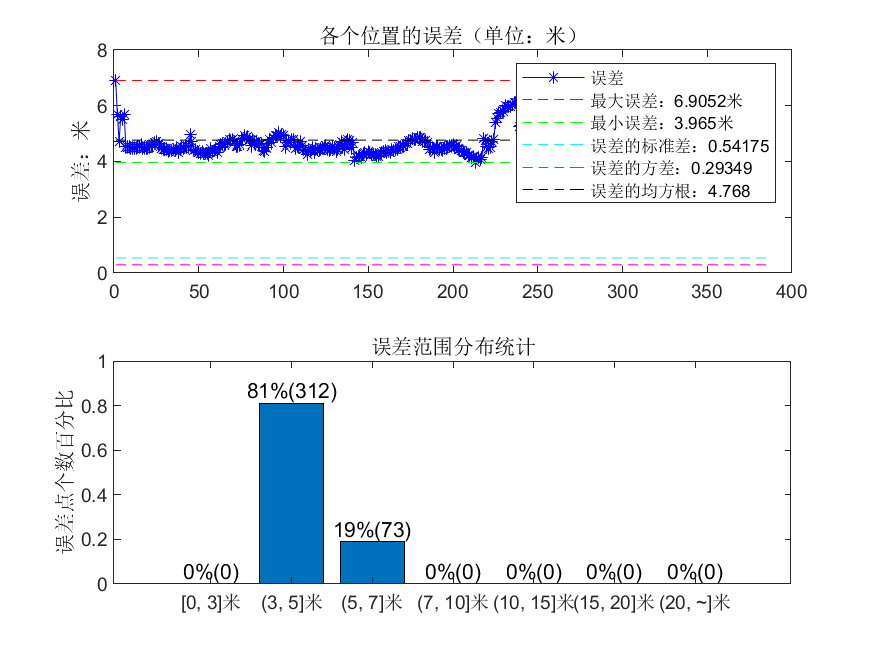 各个位置的误差（单位：米）
误差：米
8
6
4
2
0
0 50 100 150 200 250 300 350 400
误差
最大误差：6.9052米
最小误差：3.965米
误差的标准差：0.54175
误差的方差：0.29349
误差的均方根：4.768
误差范围分布统计
误差点个数百分比
1
0.8
0.6
0.4
0.2
0
81%(312)
19%(73)
0%(0) 0%(0) 0%(0) 0%(0) 0%(0)
[0, 3]米 (3, 5]米 (5, 7]米 (7, 10]米 (10, 15]米 (15, 20]米 (20, ~]米